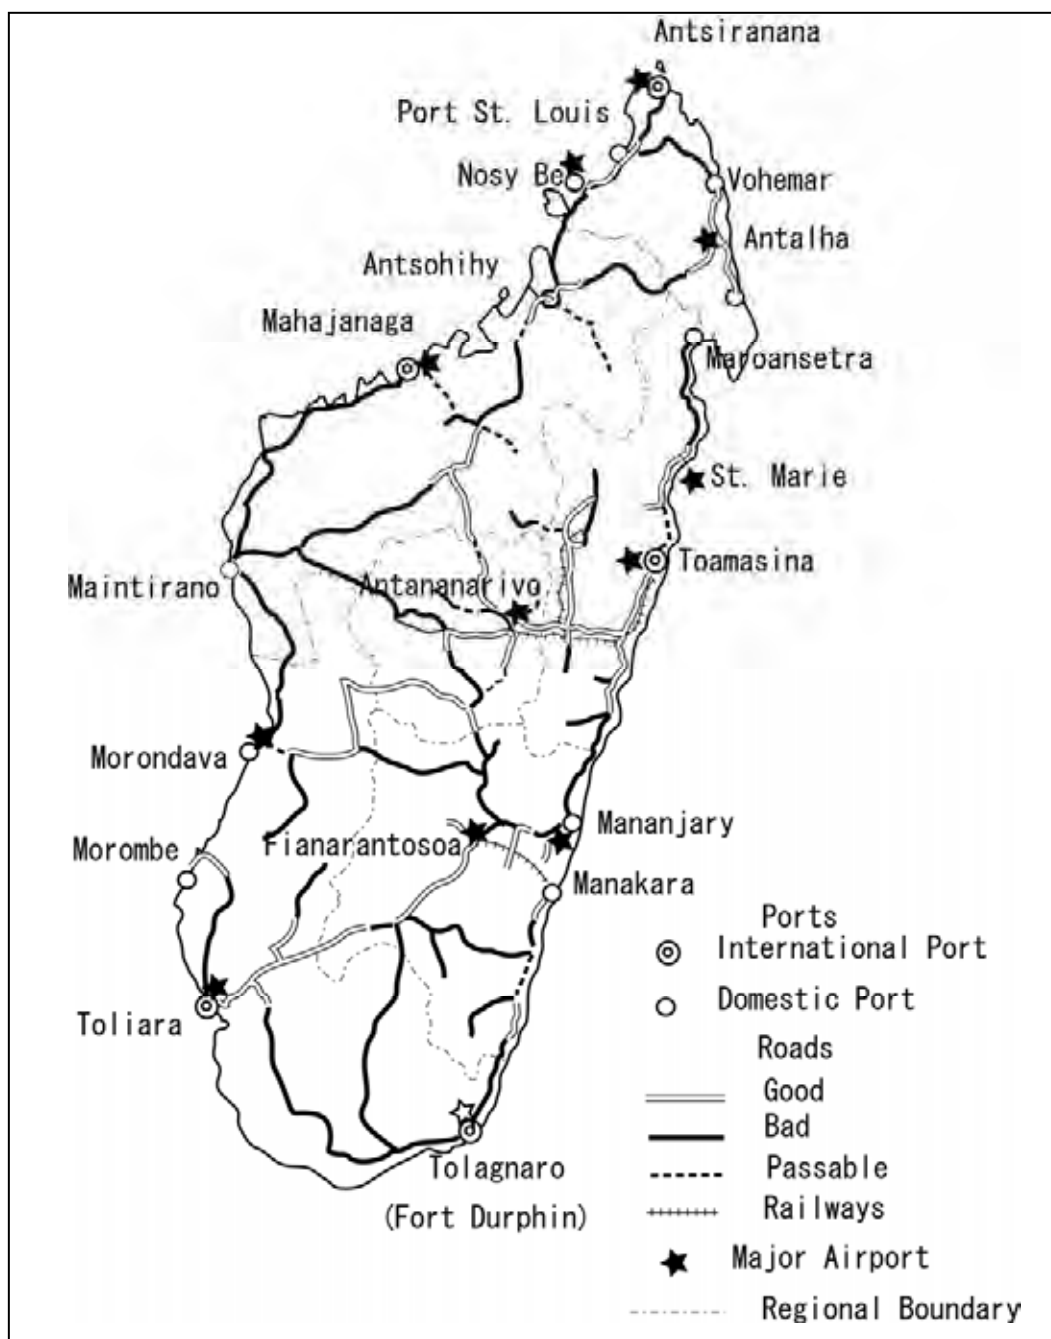 Antsiranana
Port St. Louis
Nosy Be
Vohemar
Antalha
Antsohihy
Mahajanaga
Maroansetra
St. Marie
Toamasina
Maintirano
Antananarivo
Morondava
Mananjary
Fianarantosoa
Morombe
Manakara
Ports
International Port
Domestic Port
Toliara
Roads
Good
Bad
Tolagnaro
Passable
(Fort Durphin)
Railways
Major Airport
Regional Boundary